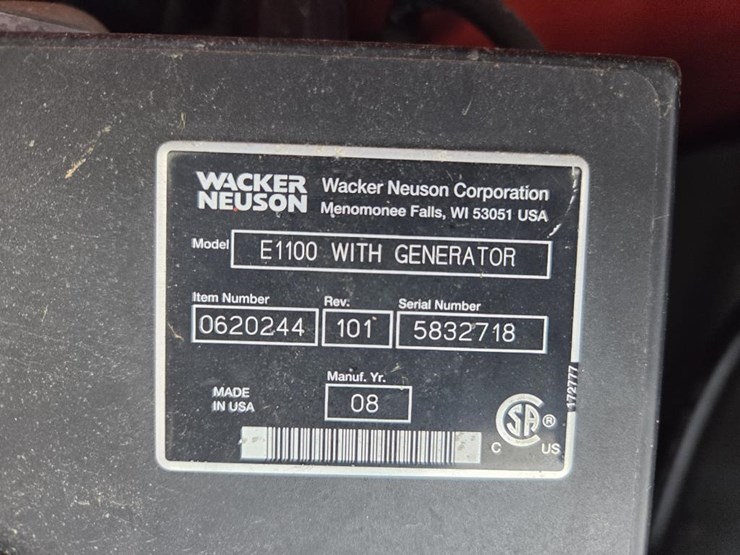 WACKER NEUSON
Wacker Neuson Corporation
Menomonee Falls, WI 53051 USA
Model E1100 WITH GENERATOR
Item Number Rev. Serial Number
0620244 101 5832718
Manuf. Yr.
MADE IN USA
08
SA ®
C US
172777